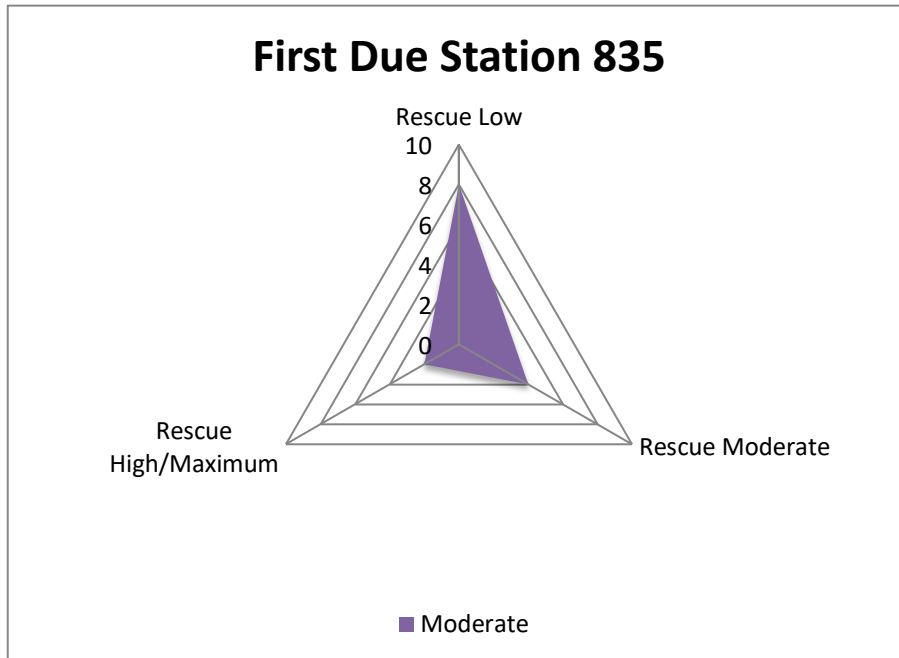 First Due Station 835
Rescue Low
10
8
6
4
2
0
Rescue
High/Maximum
Rescue Moderate
Moderate